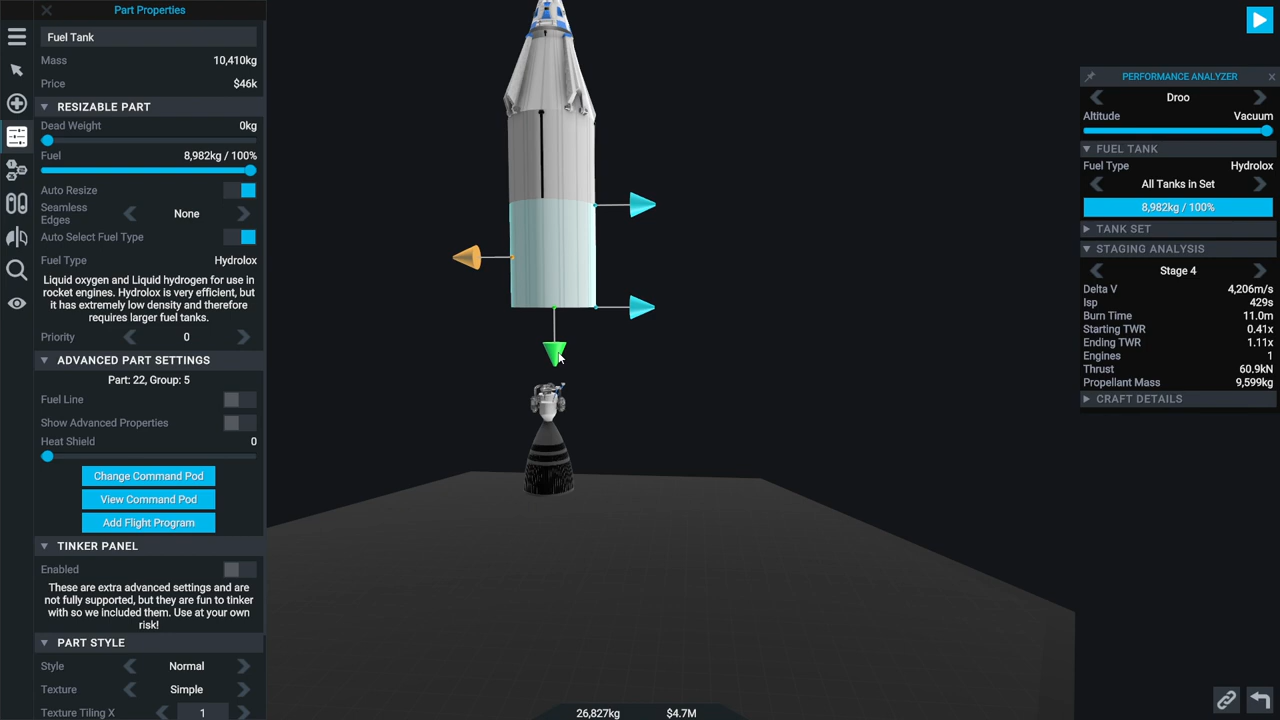 Part Properties
Fuel Tank
Mass 10,410kg
Price $46k
RESIZABLE PART
Dead Weight 0kg
Fuel 8,982kg / 100%
Auto Resize
Seamless
Edges
None
Auto Select Fuel Type
Fuel Type Hydrolox
Liquid oxygen and Liquid hydrogen for use in
rocket engines. Hydrolox is very efficient, but
it has extremely low density and therefore
requires larger fuel tanks.
Priority 0
ADVANCED PART SETTINGS
Part: 22, Group: 5
Fuel Line
Show Advanced Properties
Heat Shield 0
Change Command Pod
View Command Pod
Add Flight Program
TINKER PANEL
Enabled
These are extra advanced settings and are
not fully supported, but they are fun to tinker
with so we included them. Use at your own
risk!
PART STYLE
Style Normal
Texture Simple
Texture Tiling X 1
26,827kg $4.7M
PERFORMANCE ANALYZER
Droo
Altitude Vacuum
FUEL TANK
Fuel Type Hydrolox
All Tanks in Set
8,982kg / 100%
TANK SET
STAGING ANALYSIS
Stage 4
Delta V 4,206m/s
Isp 429s
Burn Time 11.0m
Starting TWR 0.41x
Ending TWR 1.11x
Engines 1
Thrust 60.9kN
Propellant Mass 9,599kg
CRAFT DETAILS